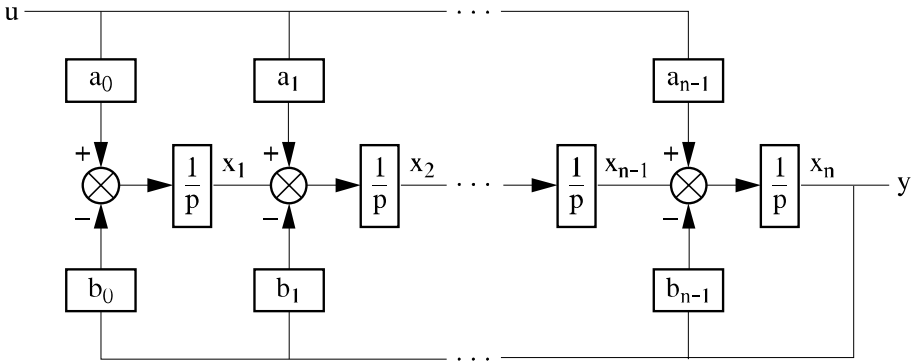 u ...
a0 a1 an-1
+ + +
1/p x1 1/p x2 ... 1/p xn-1 1/p xn y
− − −
b0 b1 bn-1
...